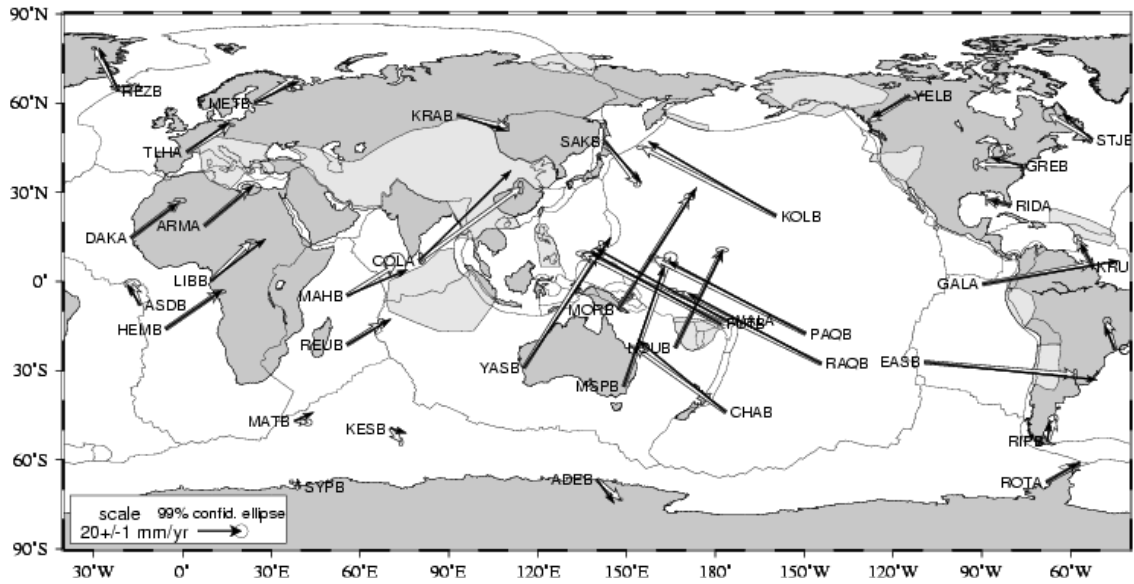 90˚N
60˚N
30˚N
0˚
30˚S
60˚S
90˚S
REZB
METB
TLHA
KRAB
SAKB
YELB
STJB
GREB
RIDA
KOLB
DAKA
ARMA
LIBB
ASDB
HEMB
COLA
MAHB
REUB
MORB
YASB
MSPB
PAQB
RAQB
CHAB
GALA
KRU
EASB
MATB
KESB
ADEB
SYPB
RIPB
ROTA
scale 99% confid. ellipse
20+/-1 mm/yr
30˚W 0˚ 30˚E 60˚E 90˚E 120˚E 150˚E 180˚ 150˚W 120˚W 90˚W 60˚W